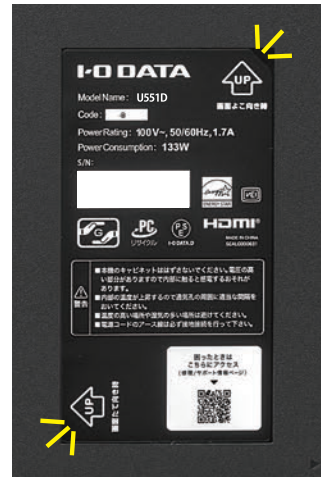 I-O DATA
UP
画面よこ向き時
Model Name: U551D
Code:
Power Rating: 100V~, 50/60Hz, 1.7A
Power Consumption: 133W
S/N:
ENERGY STAR
VCCI
G
PC
リサイクル
PS
E
I-O DATA.D
HDMI
MADE IN CHINA
警告
■本機のキャビネットははずさないでください。電圧の高
い部分がありますので内部に触ると感電するおそれが
あります。
■内部の温度が上昇するので通気孔の周囲に適当な間隔を
おいてください。
■温度の高い場所や湿気の多い場所は避けてください。
■電源コードのアース線は必ず接地接続を行って下さい。
困ったときは
こちらにアクセス
(修理/サポート情報ページ)
▼
UP
画面たて向き時